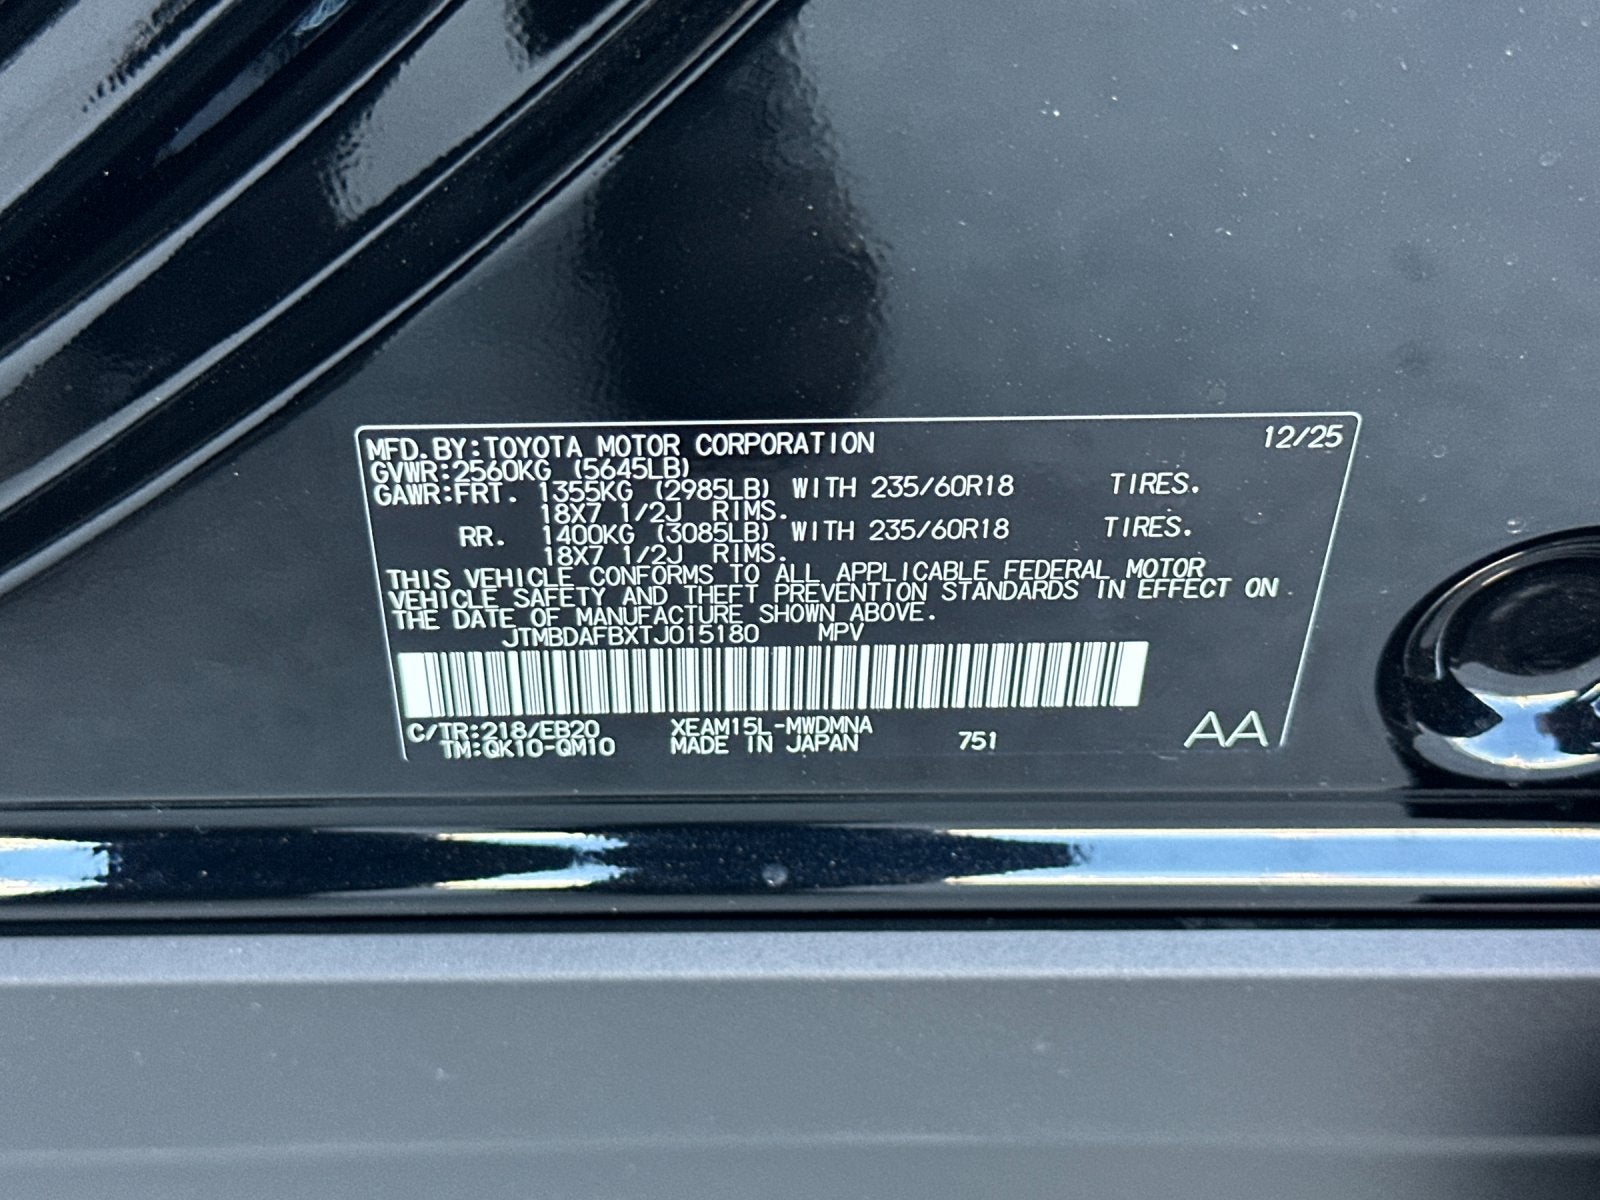 MFD.BY:TOYOTA MOTOR CORPORATION 12/25
GVWR:2560KG (5645LB)
GAWR:FRT. 1355KG (2985LB) WITH 235/60R18 TIRES.
18X7 1/2J RIMS.
RR. 1400KG (3085LB) WITH 235/60R18 TIRES.
18X7 1/2J RIMS.
THIS VEHICLE CONFORMS TO ALL APPLICABLE FEDERAL MOTOR
VEHICLE SAFETY AND THEFT PREVENTION STANDARDS IN EFFECT ON
THE DATE OF MANUFACTURE SHOWN ABOVE.
JTMBDAFBXTJ015180 MPV
C/TR:218/EB20 XEAM15L-MWDMNA
TM:QK10-QM10 MADE IN JAPAN 751 AA